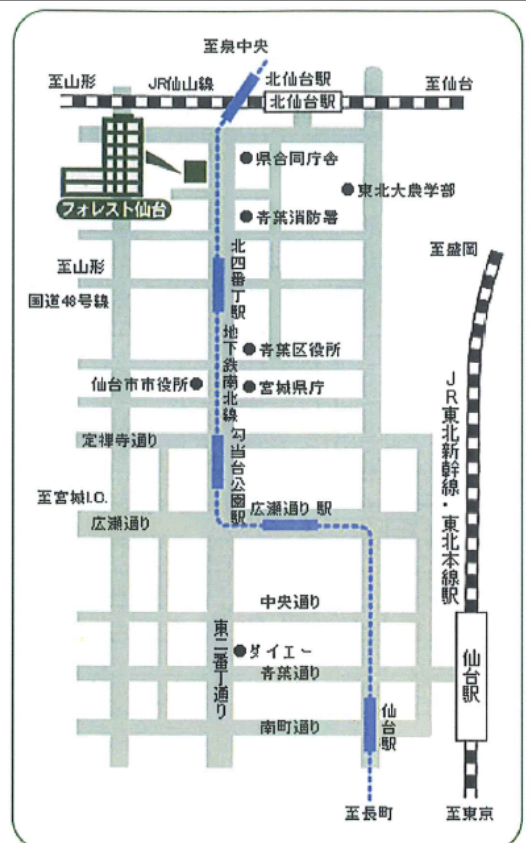 至泉中央
至山形
JR仙山線
北仙台駅
至仙台
北仙台駅
県合同庁舎
東北大農学部
フォレスト仙台
青葉消防署
至盛岡
至山形
北四番丁駅
国道48号線
地下鉄南北線
青葉区役所
仙台市市役所
宮城県庁
JR東北新幹線・東北本線駅
定禅寺通り
勾当台公園駅
至宮城I.C.
広瀬通り
広瀬通り 駅
中央通り
東二番丁通り
ダイエー
青葉通り
仙台駅
仙台駅
南町通り
至長町
至東京